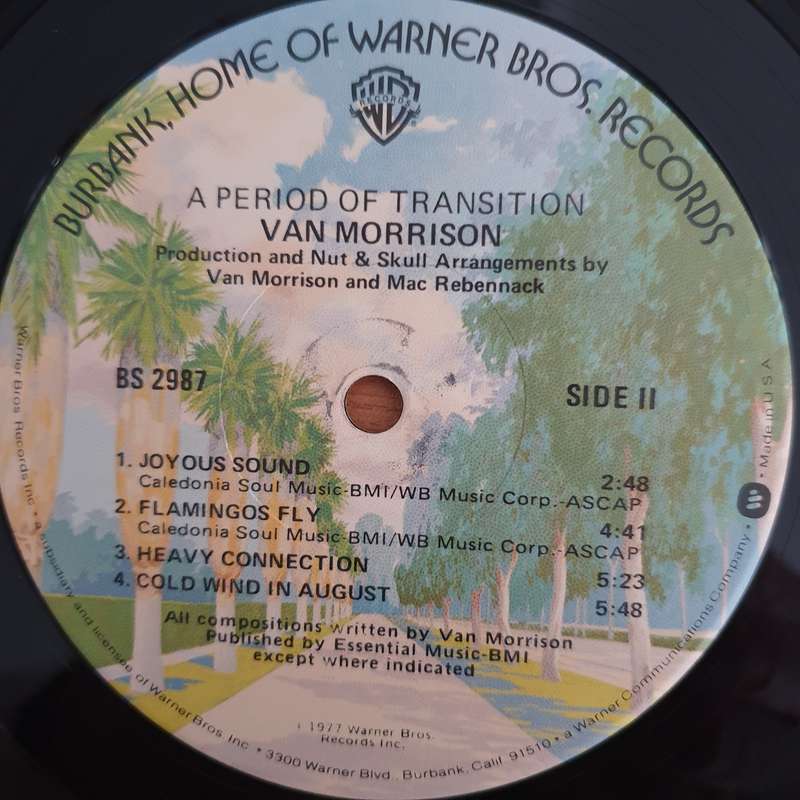 BURBANK, HOME OF WARNER BROS. RECORDS
WB
RECORDS
A PERIOD OF TRANSITION
VAN MORRISON
Production and Nut & Skull Arrangements by
Van Morrison and Mac Rebennack
BS 2987
SIDE II
1. JOYOUS SOUND 2:48
Caledonia Soul Music-BMI/WB Music Corp.-ASCAP
2. FLAMINGOS FLY 4:41
Caledonia Soul Music-BMI/WB Music Corp.-ASCAP
3. HEAVY CONNECTION 5:23
4. COLD WIND IN AUGUST 5:48
All compositions written by Van Morrison
Published by Essential Music-BMI
except where indicated
1977 Warner Bros.
Records Inc.
Warner Bros Records Inc. • a subsidiary and licensee of Warner Bros. Inc • 3300 Warner Blvd., Burbank, Calif. 91510 • a Warner Communications Company • Made in U S A